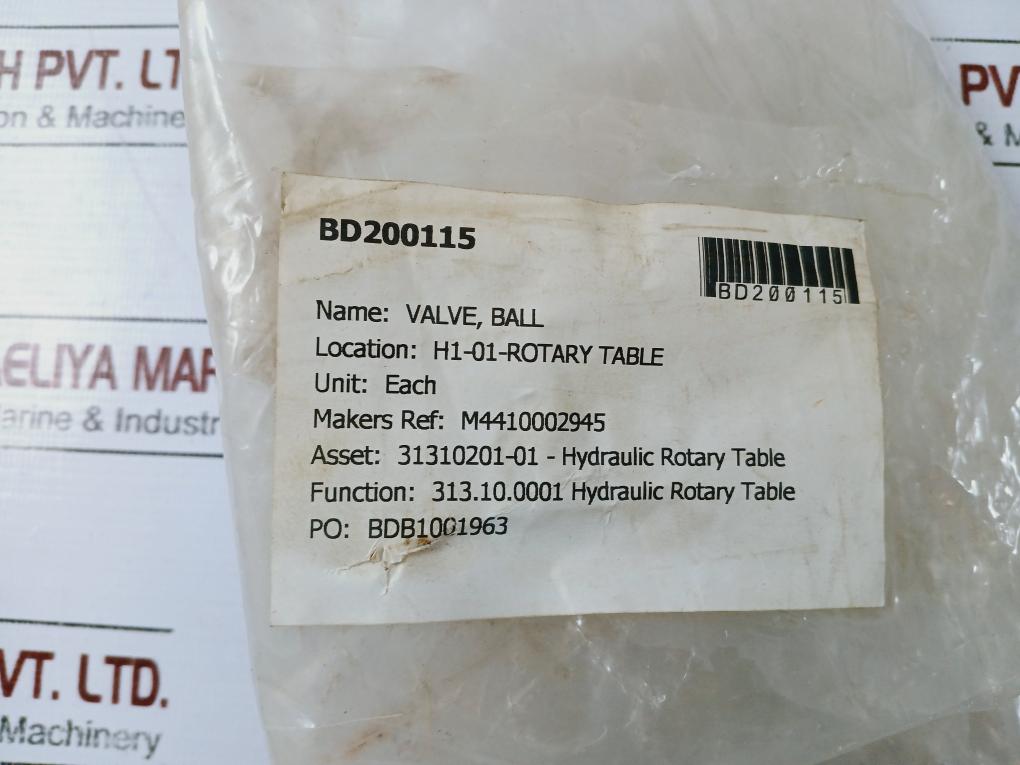 H PVT. LT
on & Machine
PV
& M
BD200115
BD200115
Name: VALVE, BALL
Location: H1-01-ROTARY TABLE
Unit: Each
Makers Ref: M4410002945
Asset: 31310201-01 - Hydraulic Rotary Table
Function: 313.10.0001 Hydraulic Rotary Table
PO: BDB1001963
ELIYA MAR
arine & Industr
VT. LTD.
Machinery